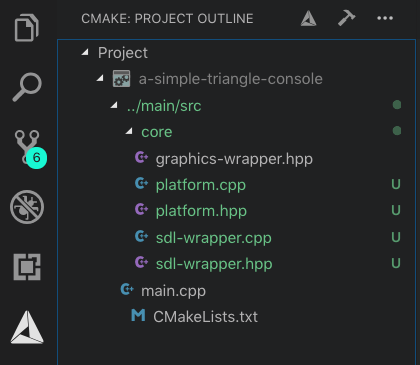 CMAKE: PROJECT OUTLINE
Project
a-simple-triangle-console
../main/src
core
graphics-wrapper.hpp
platform.cpp U
platform.hpp U
6
sdl-wrapper.cpp U
sdl-wrapper.hpp U
main.cpp
M CMakeLists.txt